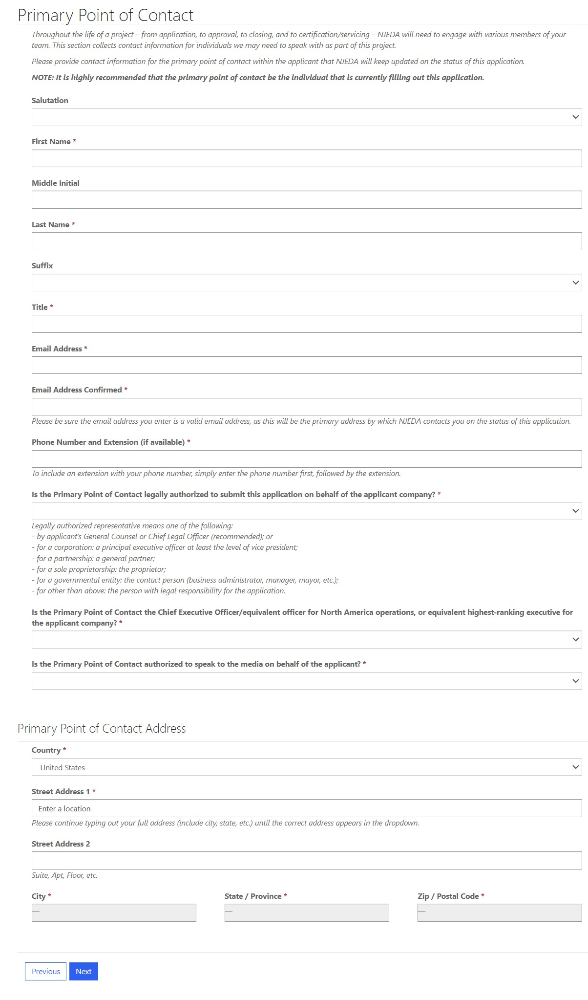 Primary Point of Contact
Throughout the life of a project – from application, to approval, to closing, and to certification/servicing – NJEDA will need to engage with various members of your
team. This section collects contact information for individuals we may need to speak with as part of this project.
Please provide contact information for the primary point of contact within the applicant that NJEDA will keep updated on the status of this application.
NOTE: It is highly recommended that the primary point of contact be the individual that is currently filling out this application.
Salutation
First Name *
Middle Initial
Last Name *
Suffix
Title *
Email Address *
Email Address Confirmed *
Please be sure the email address you enter is a valid email address, as this will be the primary address by which NJEDA contacts you on the status of this application.
Phone Number and Extension (if available) *
To include an extension with your phone number, simply enter the phone number first, followed by the extension.
Is the Primary Point of Contact legally authorized to submit this application on behalf of the applicant company? *
Legally authorized representative means one of the following:
- by applicant's General Counsel or Chief Legal Officer (recommended); or
- for a corporation: a principal executive officer at least the level of vice president;
- for a partnership: a general partner;
- for a sole proprietorship: the proprietor;
- for a governmental entity: the contact person (business administrator, manager, mayor, etc.);
- for other than above: the person with legal responsibility for the application.
Is the Primary Point of Contact the Chief Executive Officer/equivalent officer for North America operations, or equivalent highest-ranking executive for
the applicant company? *
Is the Primary Point of Contact authorized to speak to the media on behalf of the applicant? *
Primary Point of Contact Address
Country *
United States
Street Address 1 *
Enter a location
Please continue typing out your full address (include city, state, etc.) until the correct address appears in the dropdown.
Street Address 2
Suite, Apt, Floor, etc.
City * State / Province * Zip / Postal Code *
— — —
Previous Next